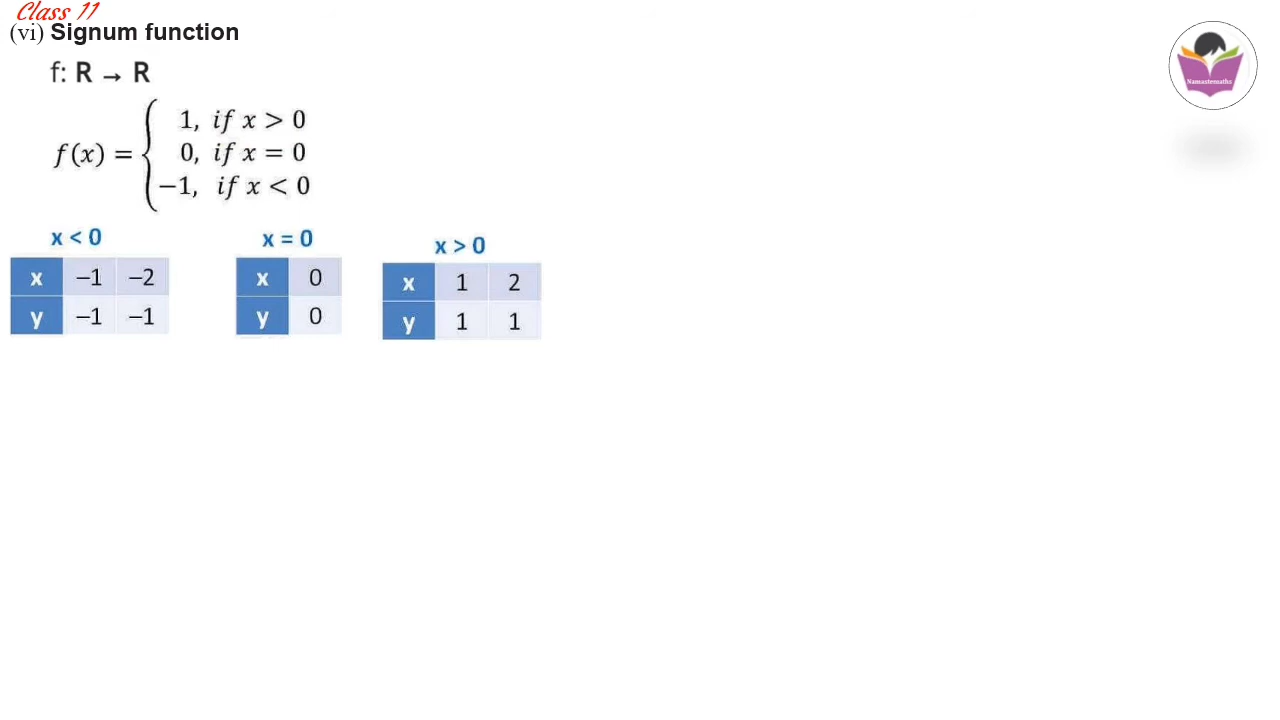 Class 11
(vi) Signum function
f: R → R
f(x) = { 1, if x > 0
0, if x = 0
−1, if x < 0
x < 0
x −1 −2
y −1 −1
x = 0
x 0
y 0
x > 0
x 1 2
y 1 1
Namastemaths